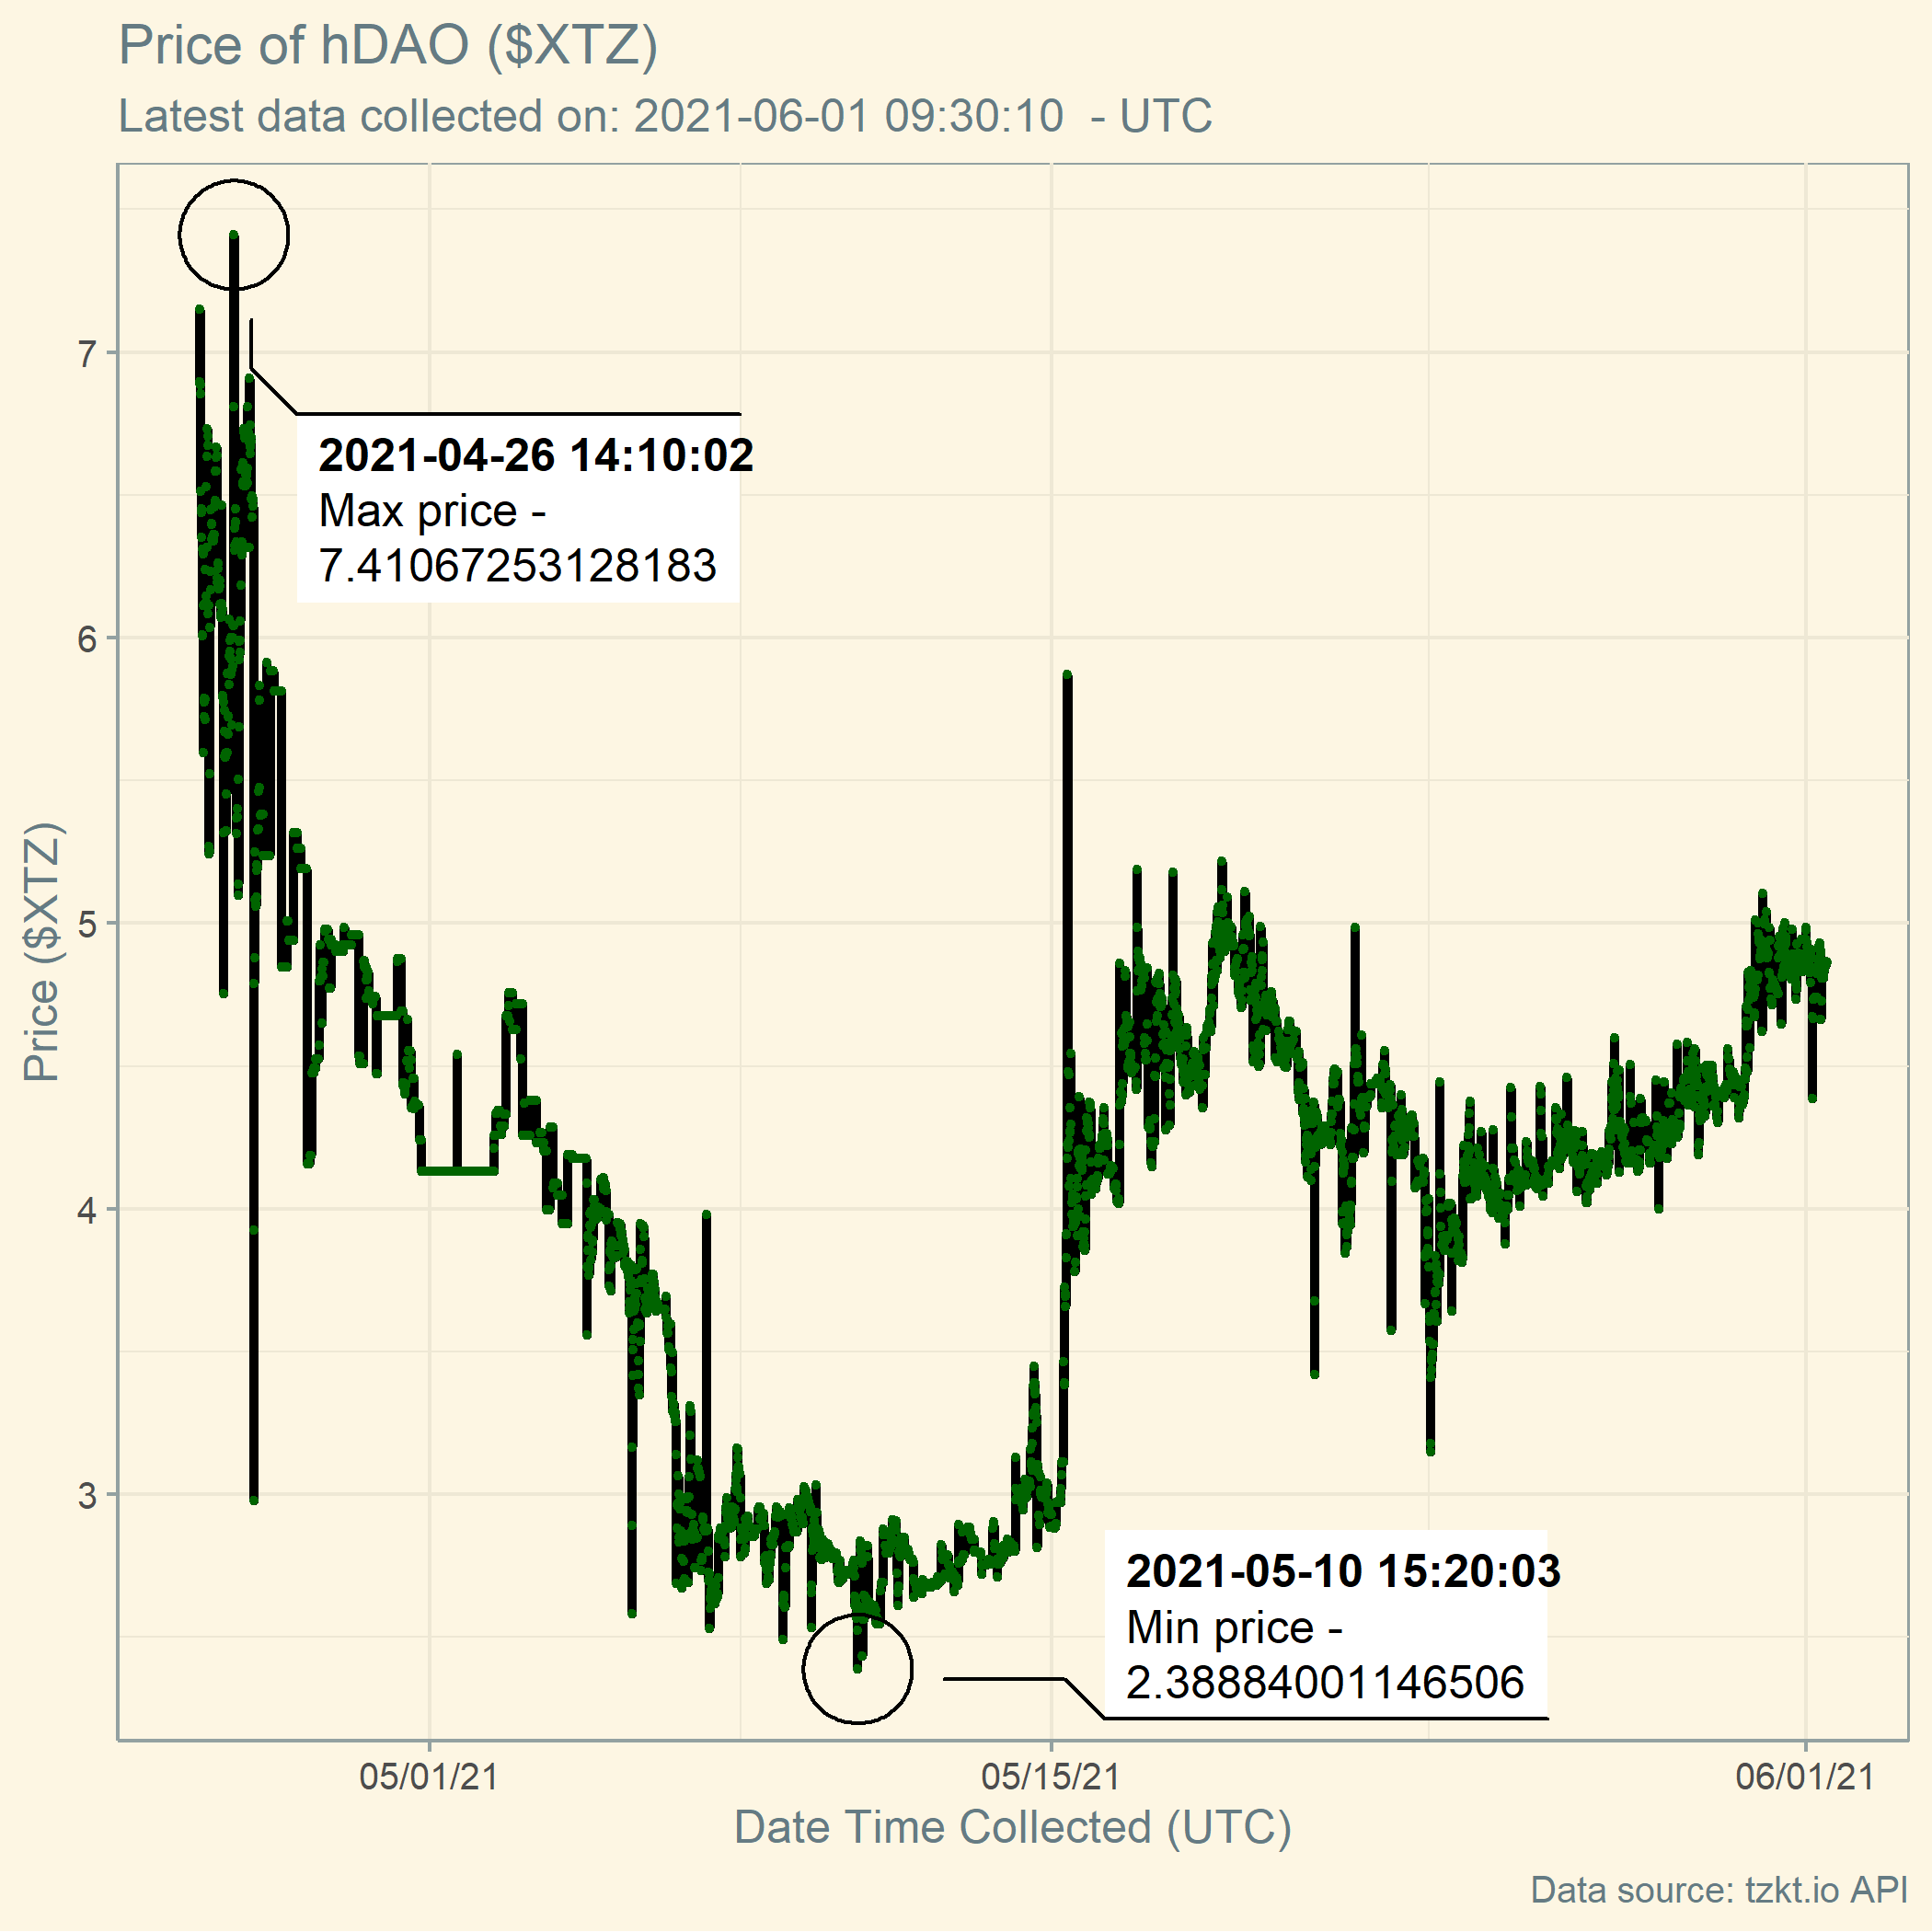 Price of hDAO ($XTZ)
Latest data collected on: 2021-06-01 09:30:10  - UTC
Price ($XTZ)
7
6
5
4
3
2021-04-26 14:10:02
Max price -
7.41067253128183
2021-05-10 15:20:03
Min price -
2.38884001146506
05/01/21
05/15/21
06/01/21
Date Time Collected (UTC)
Data source: tzkt.io API